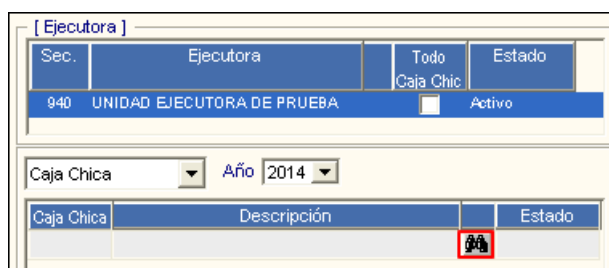 [ Ejecutora ]
Sec. Ejecutora Todo Caja Chic Estado
940 UNIDAD EJECUTORA DE PRUEBA Activo
Caja Chica Año 2014
Caja Chica Descripción Estado